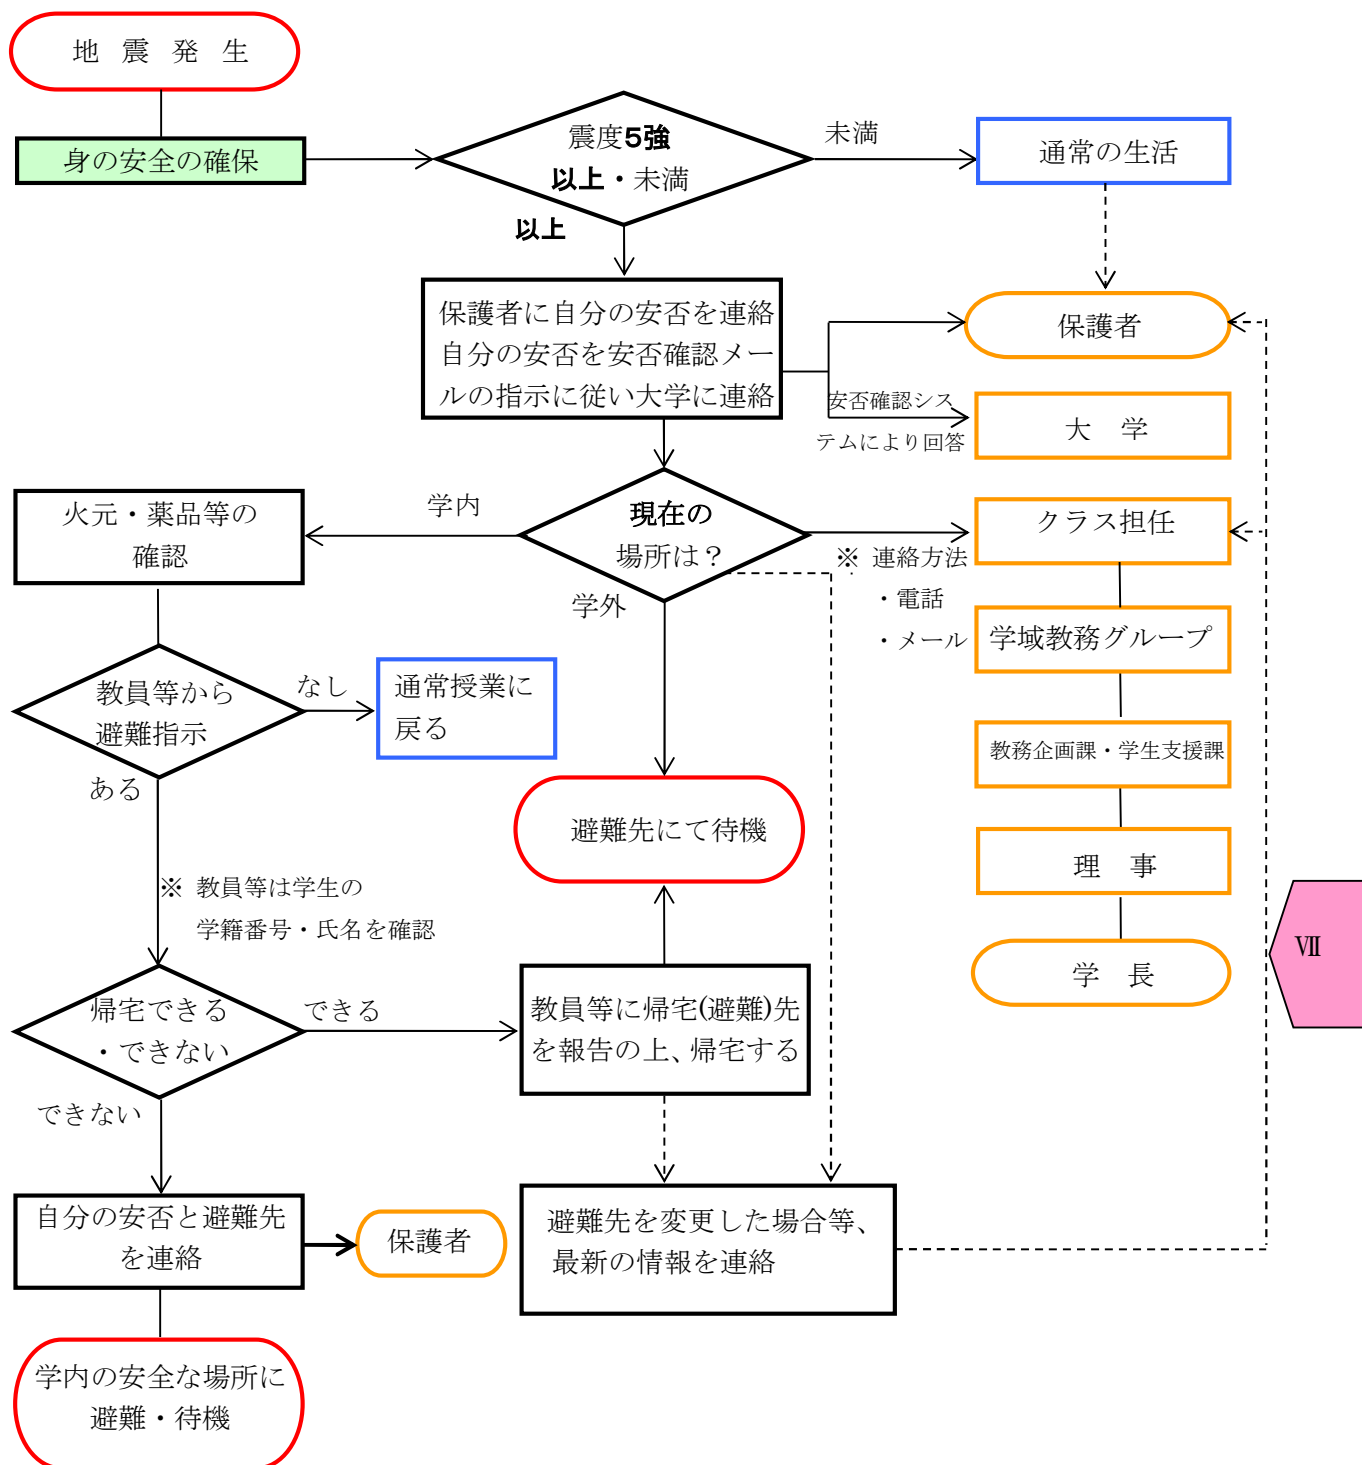 地 震 発 生
身の安全の確保
震度5強
以上・未満
未満
通常の生活
以上
保護者に自分の安否を連絡
自分の安否を安否確認メー
ルの指示に従い大学に連絡
保護者
安否確認シス
テムにより回答
大 学
火元・薬品等の
確認
学内
現在の
場所は？
学外
クラス担任
※ 連絡方法
・電話
・メール
学域教務グループ
教員等から
避難指示
なし
通常授業に
戻る
ある
教務企画課・学生支援課
避難先にて待機
理 事
※ 教員等は学生の
学籍番号・氏名を確認
Ⅶ
学 長
帰宅できる
・できない
できる
教員等に帰宅(避難)先
を報告の上、帰宅する
できない
自分の安否と避難先
を連絡
保護者
避難先を変更した場合等、
最新の情報を連絡
学内の安全な場所に
避難・待機